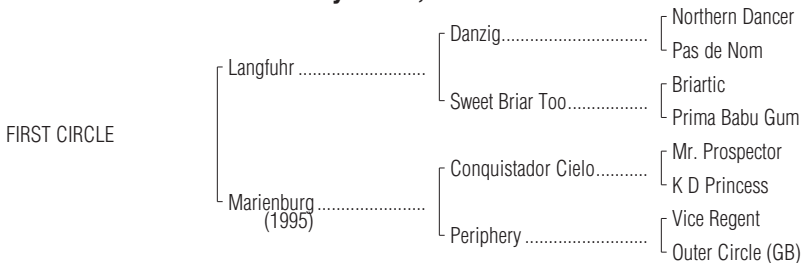 Northern Dancer
Danzig..............................
Pas de Nom
Langfuhr ..........................
Briartic
Sweet Briar Too................
Prima Babu Gum
FIRST CIRCLE
Mr. Prospector
Conquistador Cielo...........
K D Princess
Marienburg......................
(1995)
Vice Regent
Periphery .........................
Outer Circle (GB)